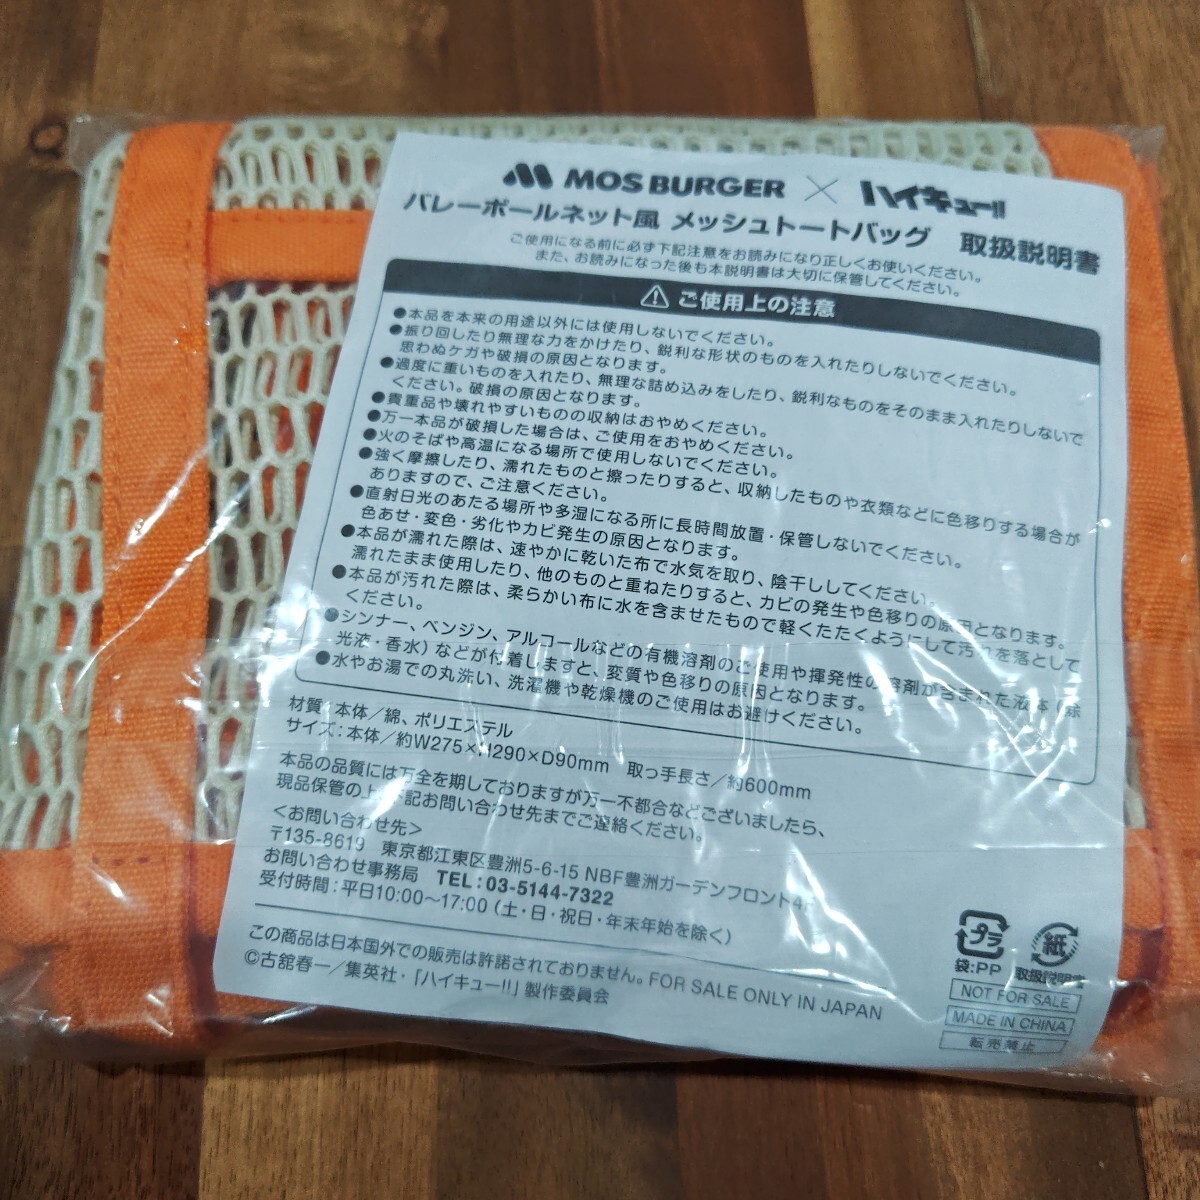 MOS BURGER × ハイキュー!!
バレーボールネット風 メッシュトートバッグ 取扱説明書
ご使用になる前に必ず下記注意をお読みになり正しくお使いください。
また、お読みになった後も本説明書は大切に保管してください。
⚠ ご使用上の注意
●本品を本来の用途以外には使用しないでください。
●振り回したり無理な力をかけたり、鋭利な形状のものを入れたりしないでください。
思わぬケガや破損の原因となります。
●過度に重いものを入れたり、無理な詰め込みをしたり、鋭利なものをそのまま入れたりしないで
ください。破損の原因となります。
●貴重品や壊れやすいものの収納はおやめください。
●万一本品が破損した場合は、ご使用をおやめください。
●火のそばや高温になる場所で使用しないでください。
●強く摩擦したり、濡れたものと擦ったりすると、収納したものや衣類などに色移りする場合が
ありますので、ご注意ください。
●直射日光のあたる場所や多湿になる所に長時間放置・保管しないでください。
色あせ・変色・劣化やカビ発生の原因となります。
●本品が濡れた際は、速やかに乾いた布で水気を取り、陰干ししてください。
濡れたまま使用したり、他のものと重ねたりすると、カビの発生や色移りの原因となります。
●本品が汚れた際は、柔らかい布に水を含ませたもので軽くたたくようにして汚れを落として
ください。
●シンナー、ベンジン、アルコールなどの有機溶剤のご使用や揮発性の溶剤が含まれた液体（除
光液・香水）などが付着しますと、変質や色移りの原因となります。
●水やお湯での丸洗い、洗濯機や乾燥機のご使用はお避けください。
材質：本体／綿、ポリエステル
サイズ：本体／約W275×H290×D90mm 取っ手長さ／約600mm
本品の品質には万全を期しておりますが万一不都合などございましたら、
現品保管の上、下記お問い合わせ先までご連絡ください。
＜お問い合わせ先＞
〒135-8619 東京都江東区豊洲5-6-15 NBF豊洲ガーデンフロント4F
お問い合わせ事務局 TEL：03-5144-7322
受付時間：平日10:00〜17:00（土・日・祝日・年末年始を除く）
この商品は日本国外での販売は許諾されておりません。FOR SALE ONLY IN JAPAN
©古舘春一／集英社・「ハイキュー!!」製作委員会
プラ
袋：PP
紙
取扱説明書
NOT FOR SALE
MADE IN CHINA
転売禁止